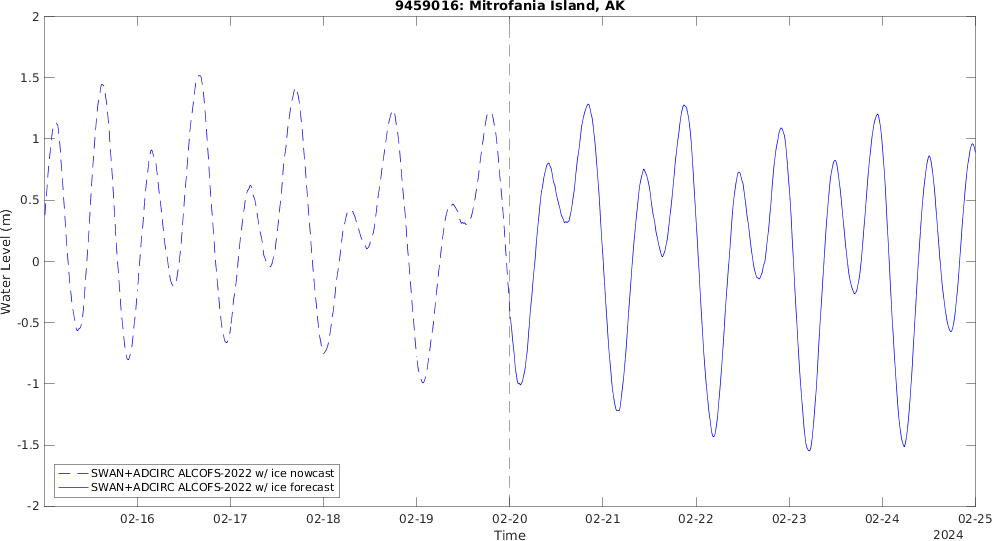 9459016: Mitrofania Island, AK
2
1.5
1
0.5
0
-0.5
-1
-1.5
-2
Water Level (m)
SWAN+ADCIRC ALCOFS-2022 w/ ice nowcast
SWAN+ADCIRC ALCOFS-2022 w/ ice forecast
02-16 02-17 02-18 02-19 02-20 02-21 02-22 02-23 02-24 02-25
Time
2024